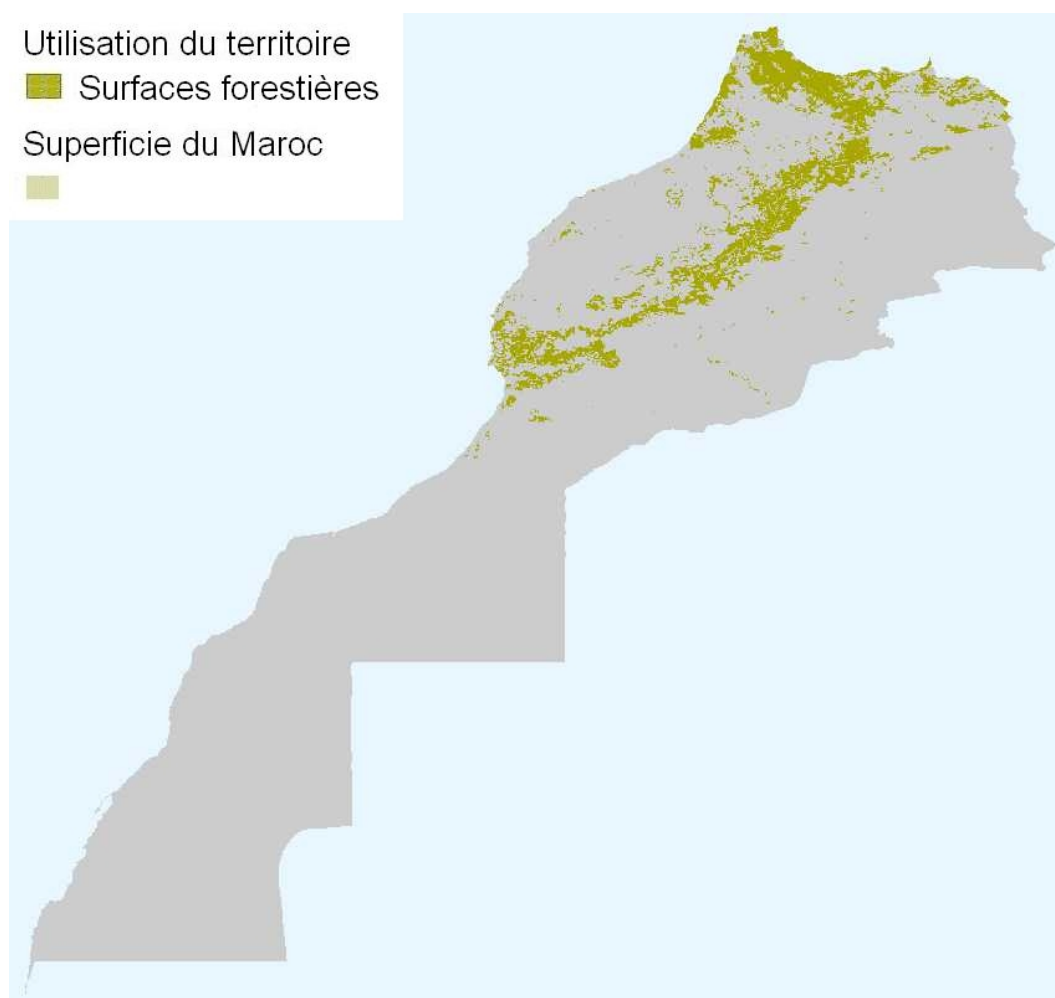 Utilisation du territoire
Surfaces forestières
Superficie du Maroc